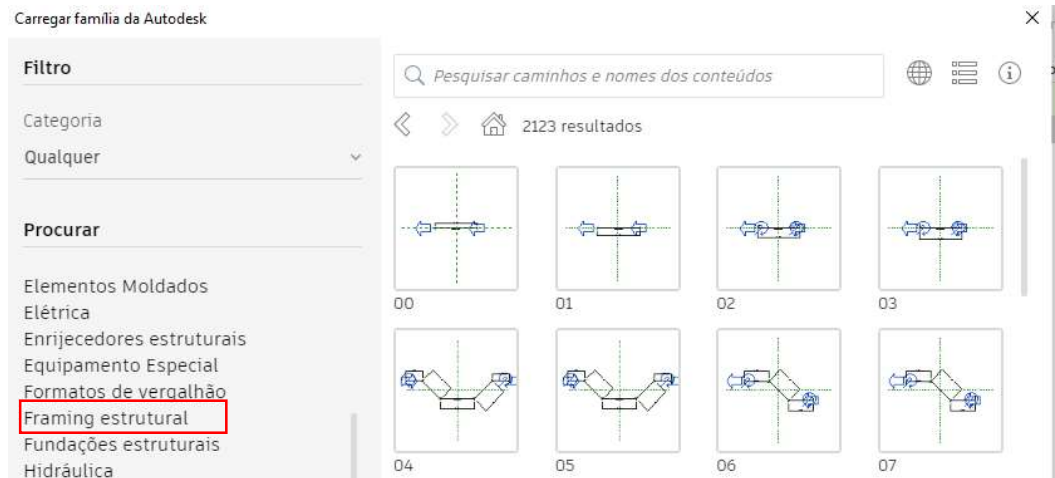 Carregar família da Autodesk
Filtro
Categoria
Qualquer
Procurar
Elementos Moldados
Elétrica
Enrijecedores estruturais
Equipamento Especial
Formatos de vergalhão
Framing estrutural
Fundações estruturais
Hidráulica
Pesquisar caminhos e nomes dos conteúdos
2123 resultados
00 01 02 03
04 05 06 07